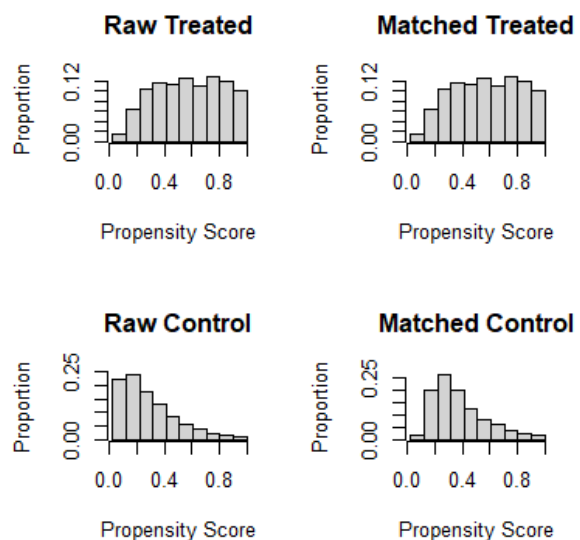 Raw Treated
Proportion
0.00 0.12
0.0 0.4 0.8
Propensity Score
Matched Treated
Proportion
0.00 0.12
0.0 0.4 0.8
Propensity Score
Raw Control
Proportion
0.00 0.25
0.0 0.4 0.8
Propensity Score
Matched Control
Proportion
0.00 0.25
0.0 0.4 0.8
Propensity Score